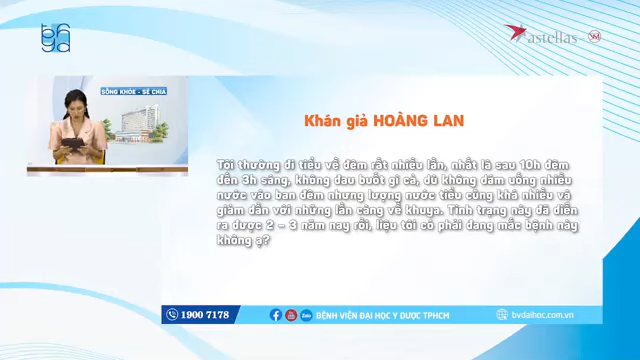 astellas
SỐNG KHỎE - SẺ CHIA
Khán giả HOÀNG LAN
Tôi thường đi tiểu về đêm rất nhiều lần, nhất là sau 10h đêm
đến 3h sáng, không đau buốt gì cả, dù không dám uống nhiều
nước vào ban đêm nhưng lượng nước tiểu cũng khá nhiều và
giảm dần với những lần càng về khuya. Tình trạng này đã diễn
ra được 2 - 3 năm nay rồi, liệu tôi có phải đang mắc bệnh này
không ạ?
1900 7178
BỆNH VIỆN ĐẠI HỌC Y DƯỢC TPHCM
bvdaihoc.com.vn